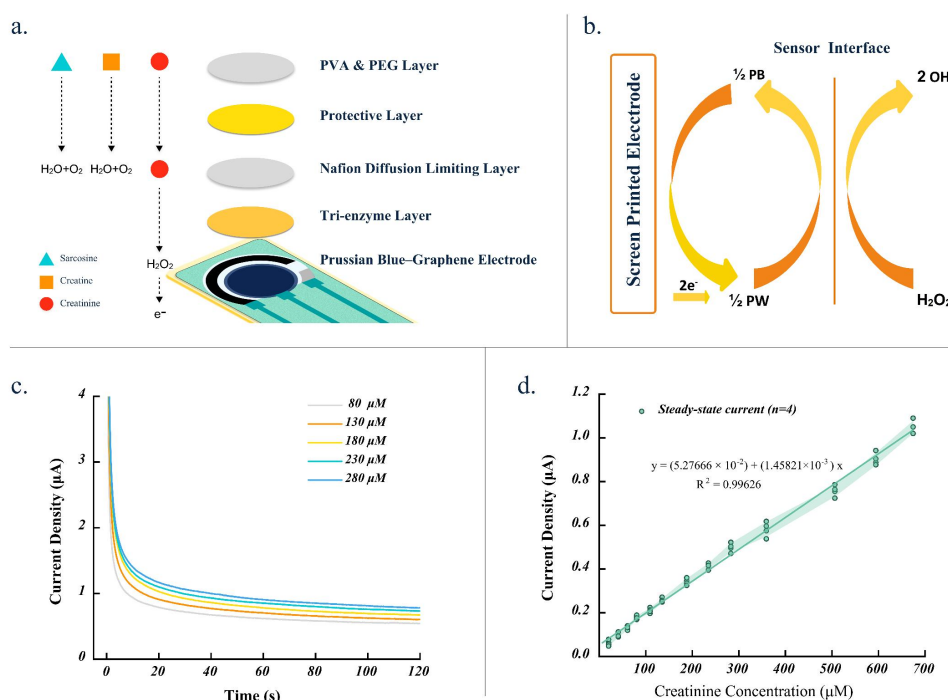 a.
PVA & PEG Layer
Protective Layer
H₂O+O₂ H₂O+O₂
Nafion Diffusion Limiting Layer
Tri-enzyme Layer
Sarcosine
Creatine
Creatinine
H₂O₂
Prussian Blue–Graphene Electrode
e⁻
b.
Sensor Interface
Screen Printed Elecctrode
½ PB
2 OH
2e⁻
½ PW
H₂O₂
c.
4
3
2
1
0
Current Density (µA)
80 µM
130 µM
180 µM
230 µM
280 µM
0 20 40 60 80 100 120
Time (s)
d.
1.2
1.0
0.8
0.6
0.4
0.2
0.0
Current Density (µA)
Steady-state current (n=4)
y = (5.27666 × 10⁻²) + (1.45821×10⁻³) x
R² = 0.99626
100 200 300 400 500 600 700
Creatinine Concentration (µM)